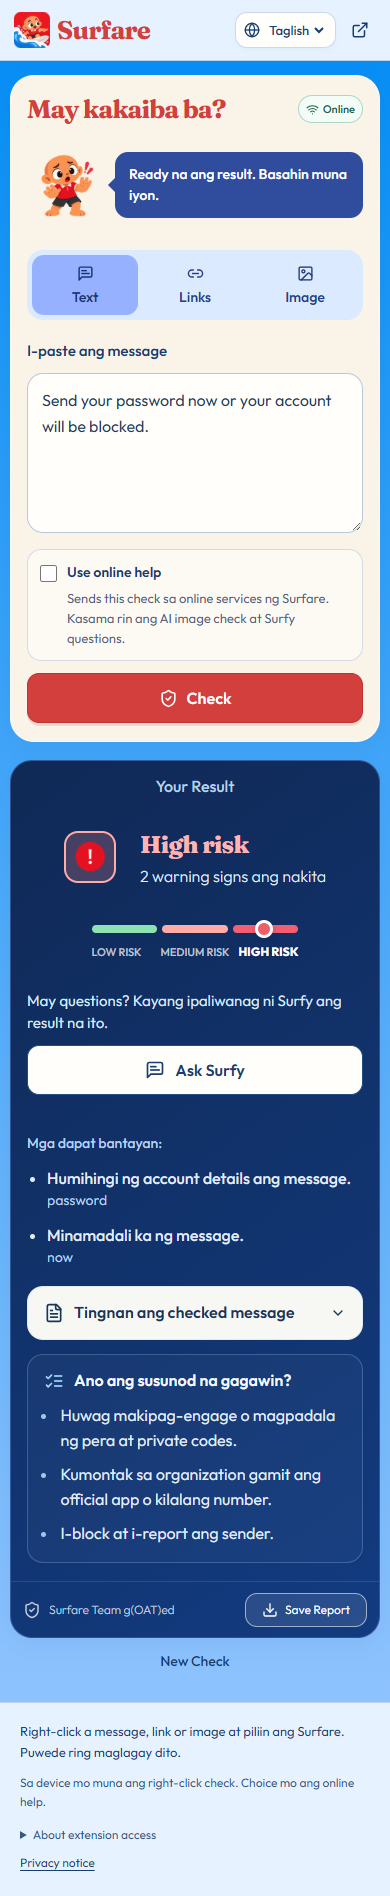 Surfare
Taglish
May kakaiba ba?
Online
Ready na ang result. Basahin muna
iyon.
Text
Links
Image
I-paste ang message
Send your password now or your account
will be blocked.
Use online help
Sends this check sa online services ng Surfare.
Kasama rin ang AI image check at Surfy
questions.
Check
Your Result
High risk
2 warning signs ang nakita
LOW RISK
MEDIUM RISK
HIGH RISK
May questions? Kayang ipaliwanag ni Surfy ang
result na ito.
Ask Surfy
Mga dapat bantayan:
• Humihingi ng account details ang message.
password
• Minamadali ka ng message.
now
Tingnan ang checked message
Ano ang susunod na gagawin?
• Huwag makipag-engage o magpadala
ng pera at private codes.
• Kumontak sa organization gamit ang
official app o kilalang number.
• I-block at i-report ang sender.
Surfare Team g(OAT)ed
Save Report
New Check
Right-click a message, link or image at piliin ang Surfare.
Puwede ring maglagay dito.
Sa device mo muna ang right-click check. Choice mo ang online
help.
About extension access
Privacy notice